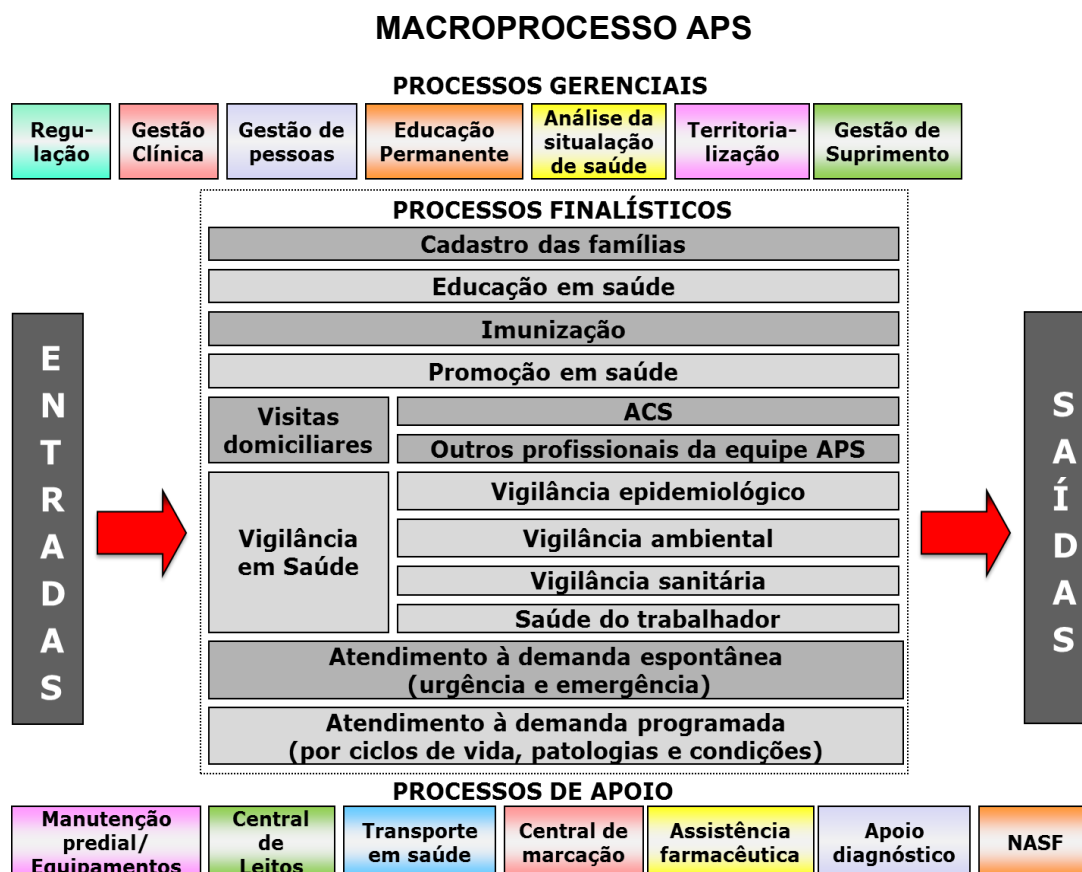 MACROPROCESSO APS
PROCESSOS GERENCIAIS
Regu-
lação
Gestão
Clínica
Gestão de
pessoas
Educação
Permanente
Análise da
situalação
de saúde
Territoria-
lização
Gestão de
Suprimento
PROCESSOS FINALÍSTICOS
Cadastro das famílias
Educação em saúde
Imunização
Promoção em saúde
Visitas
domiciliares
ACS
Outros profissionais da equipe APS
Vigilância
em Saúde
Vigilância epidemiológico
Vigilância ambiental
Vigilância sanitária
Saúde do trabalhador
Atendimento à demanda espontânea
(urgência e emergência)
Atendimento à demanda programada
(por ciclos de vida, patologias e condições)
ENTRADAS
SAÍDAS
PROCESSOS DE APOIO
Manutenção
predial/
Equipamentos
Central
de
Leitos
Transporte
em saúde
Central de
marcação
Assistência
farmacêutica
Apoio
diagnóstico
NASF